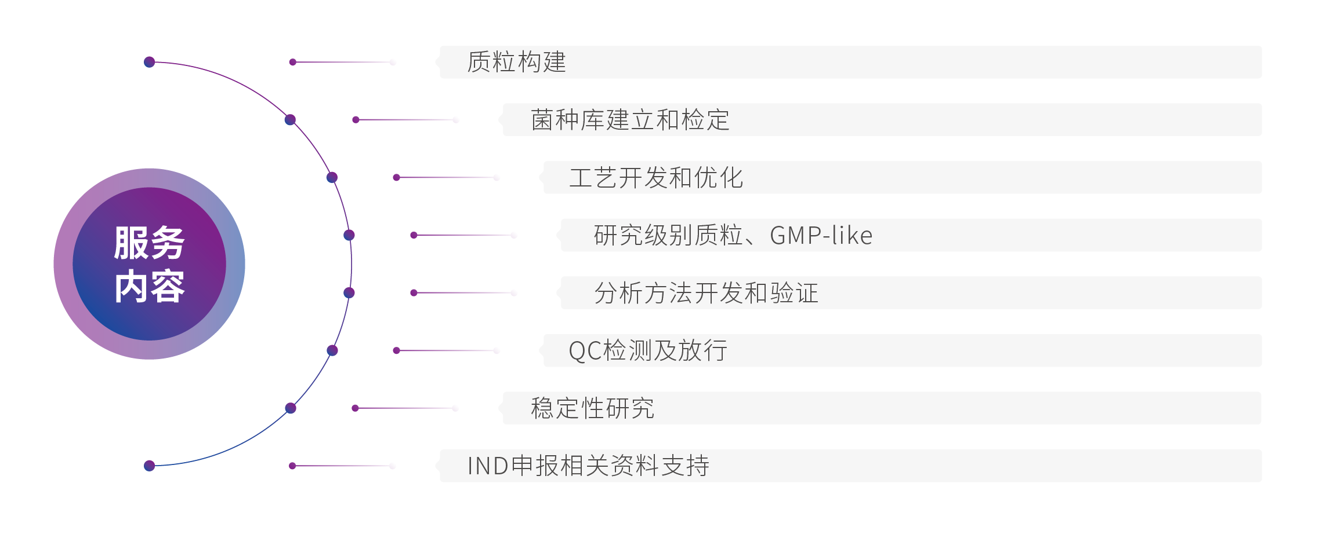 服务
内容
质粒构建
菌种库建立和检定
工艺开发和优化
研究级别质粒、GMP-like
分析方法开发和验证
QC检测及放行
稳定性研究
IND申报相关资料支持